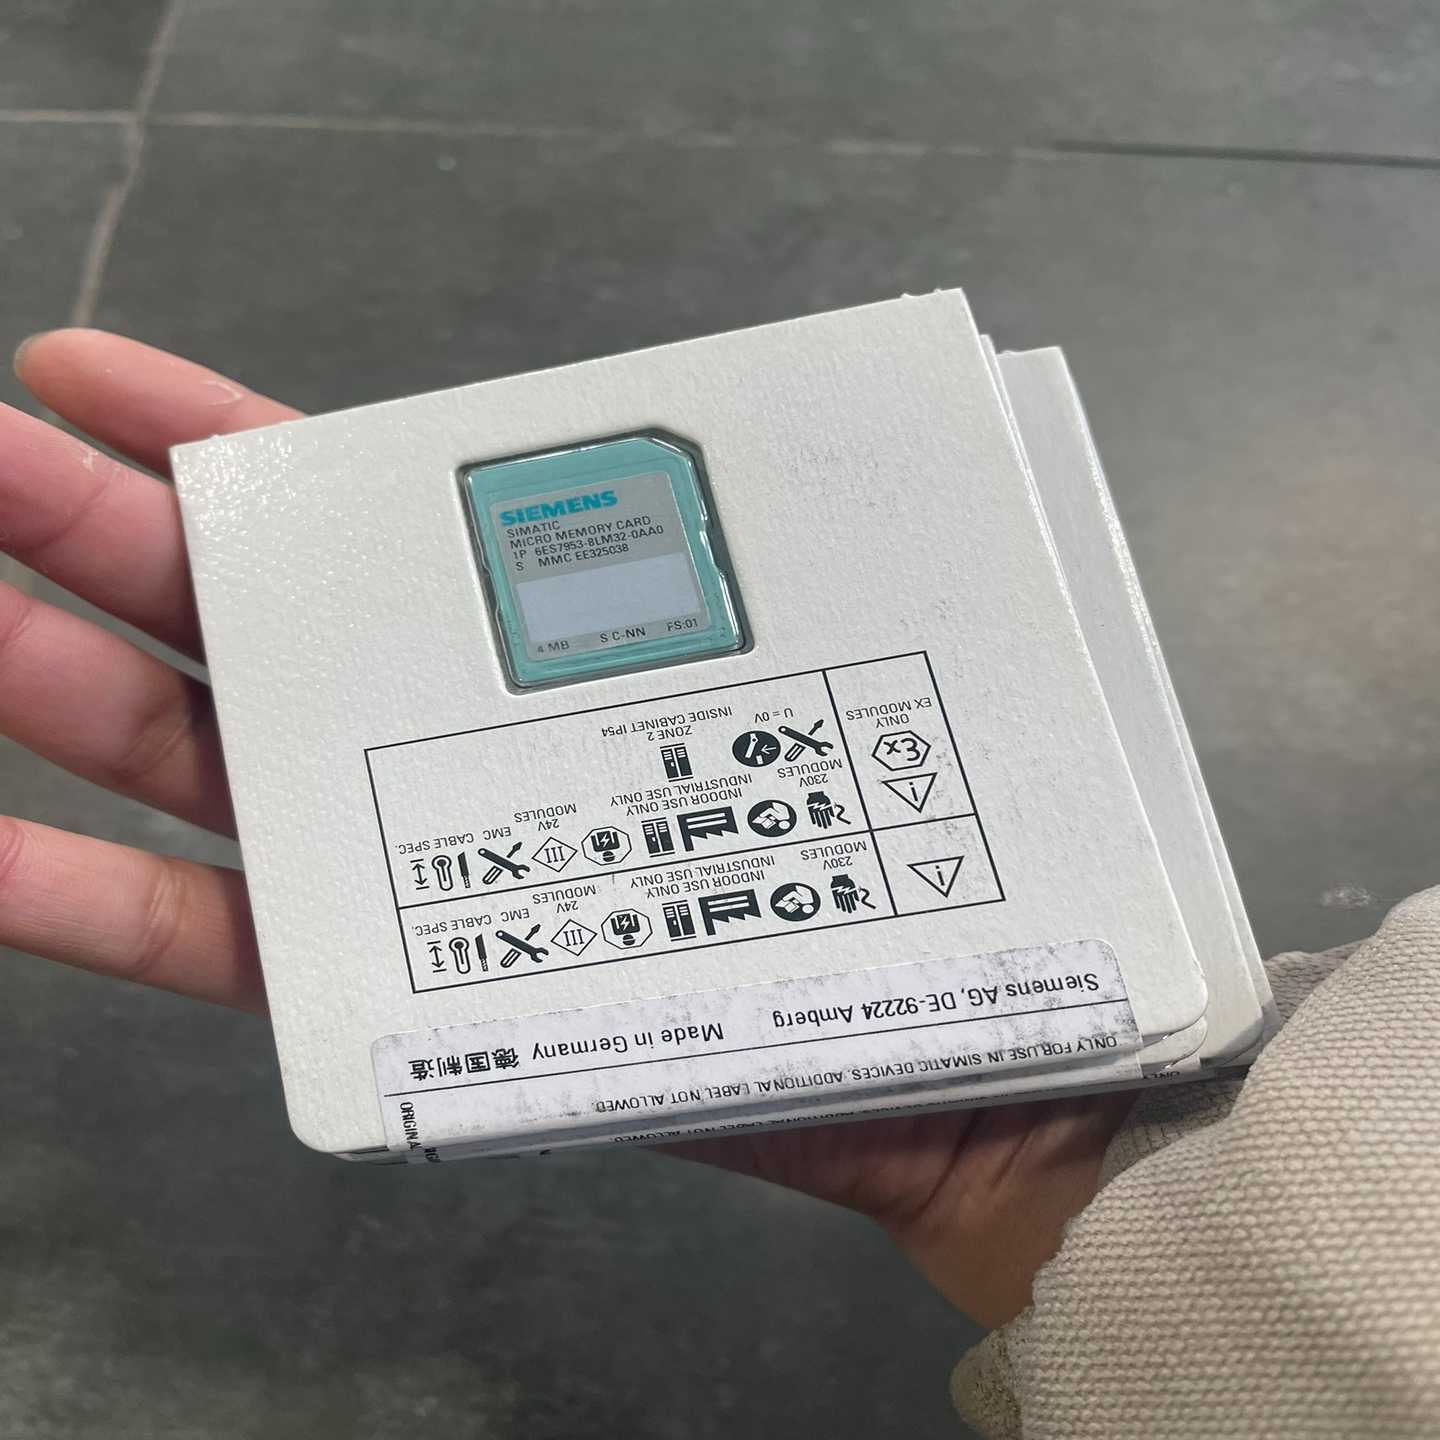 SIEMENS
SIMATIC
MICRO MEMORY CARD
1P 6ES7953-8LM32-0AA0
S MMC EE325038
4 MB S C-NN FS:01
Siemens AG, DE-92224 Amberg Made in Germany 德国制造
ONLY FOR USE IN SIMATIC DEVICES. ADDITIONAL LABEL NOT ALLOWED.
i
230V MODULES
INDOOR USE ONLY
INDUSTRIAL USE ONLY
III
24V MODULES
EMC
CABLE SPEC.
i
εx
ONLY
EX MODULES
230V MODULES
INDOOR USE ONLY
INDUSTRIAL USE ONLY
III
24V MODULES
EMC
CABLE SPEC.
U = 0V
ZONE 2
INSIDE CABINET IP54